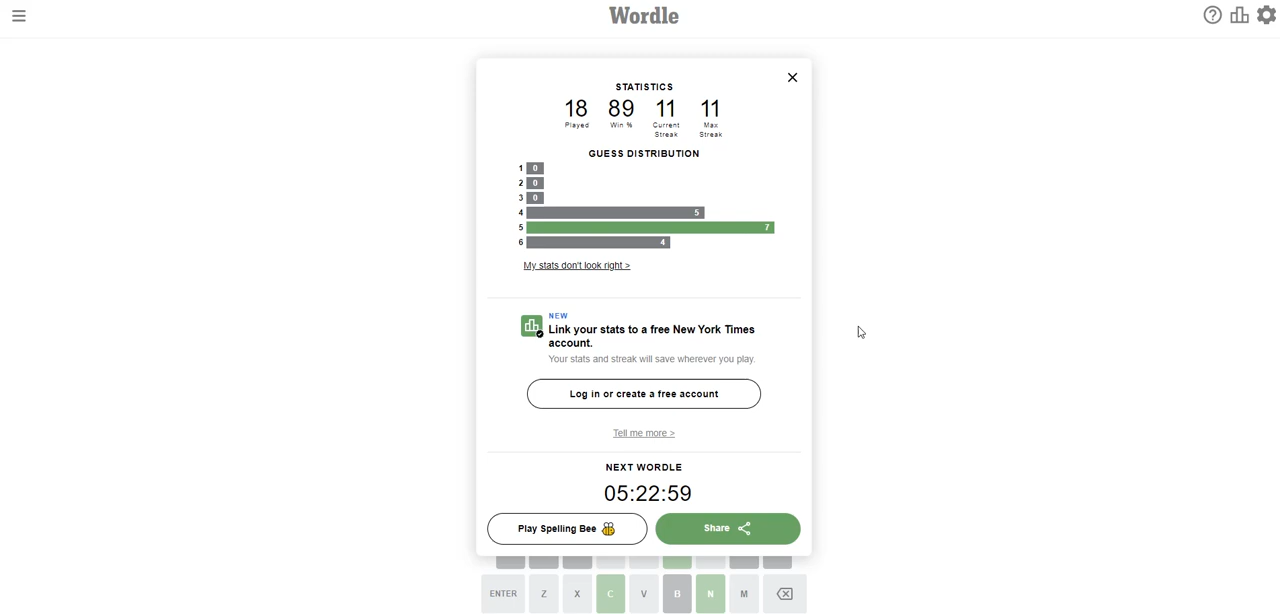 Wordle
STATISTICS
18 89 11 11
Played Win % Current Streak Max Streak
GUESS DISTRIBUTION
1 0
2 0
3 0
4 5
5 7
6 4
My stats don't look right >
NEW
Link your stats to a free New York Times
account.
Your stats and streak will save wherever you play.
Log in or create a free account
Tell me more >
NEXT WORDLE
05:22:59
Play Spelling Bee Share
ENTER Z X C V B N M